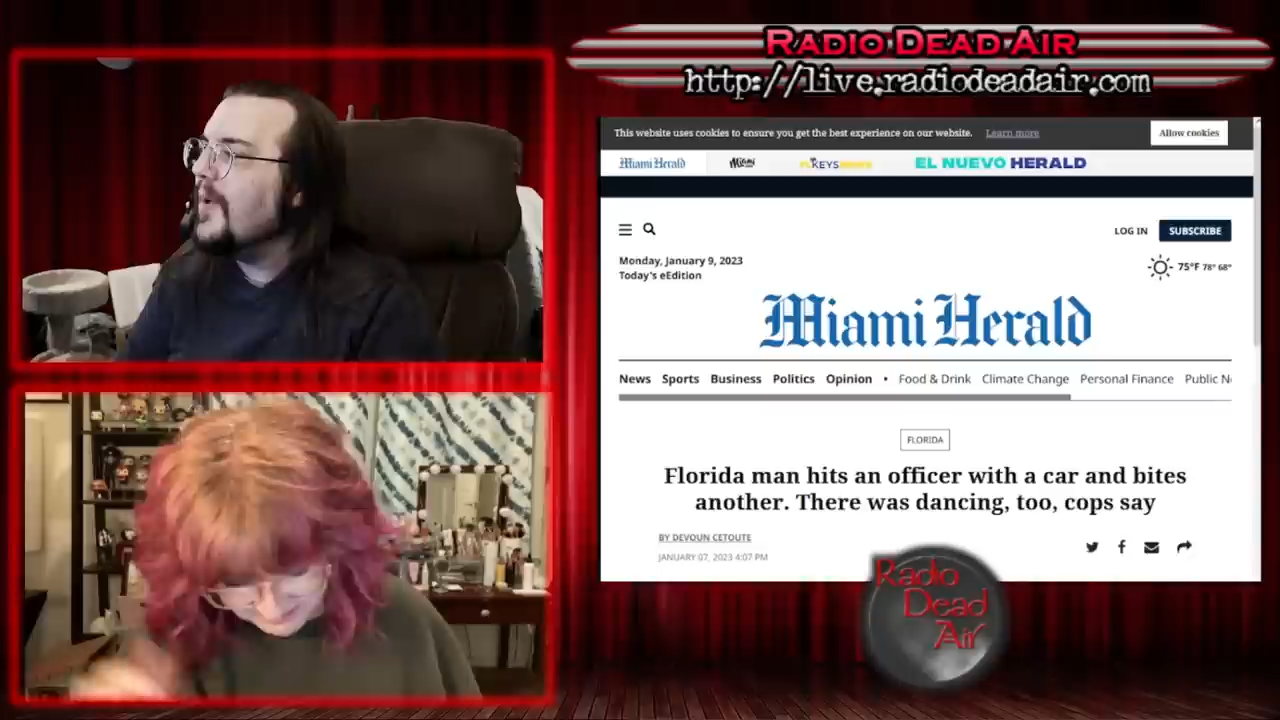 Radio Dead Air
http://live.radiodeadair.com
This website uses cookies to ensure you get the best experience on our website. Learn more Allow cookies
Miami Herald Miami KEYS EL NUEVO HERALD
LOG IN SUBSCRIBE
Monday, January 9, 2023
Today's eEdition
75°F 78° 68°
Miami Herald
News Sports Business Politics Opinion • Food & Drink Climate Change Personal Finance Public N
FLORIDA
Florida man hits an officer with a car and bites
another. There was dancing, too, cops say
BY DEVOUN CETOUTE
JANUARY 07, 2023 4:07 PM
Radio
Dead
Air